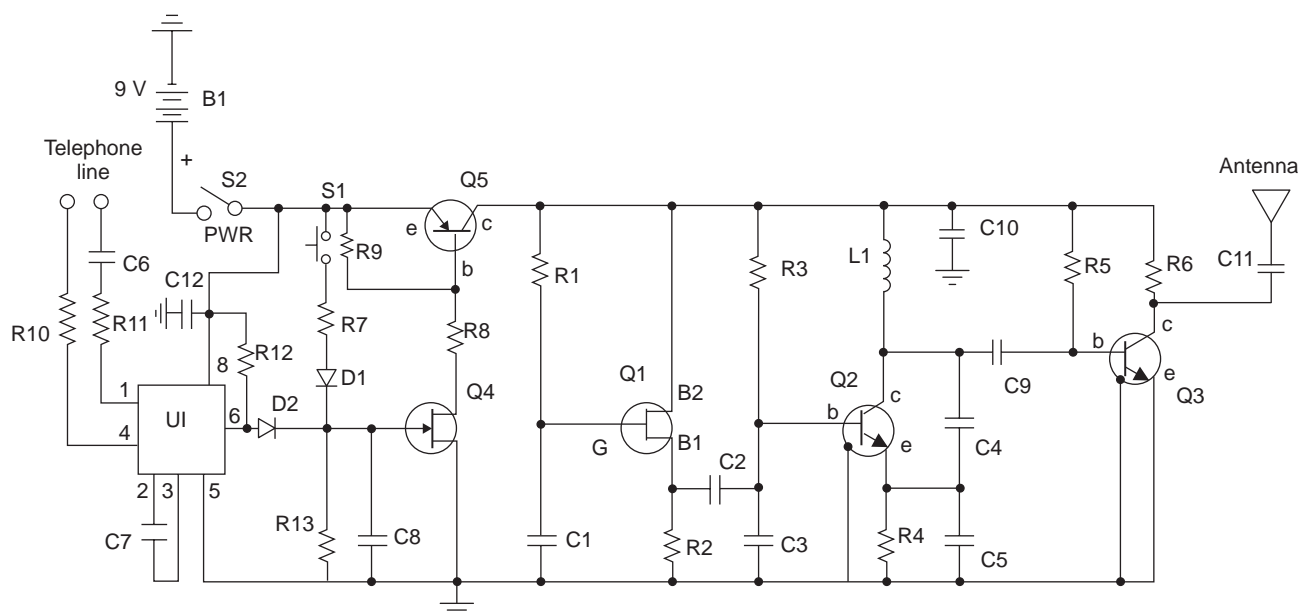 9 V
B1
Telephone
line
+
S2
PWR
S1
Q5
e
c
b
Antenna
C6
C12
R9
R1
R3
L1
C10
R5
R6
C11
R10
R11
R12
R7
R8
8
D1
Q1
B2
Q2
c
b
c
C9
b
e
Q3
1
UI
6
D2
Q4
4
G
B1
C2
e
C4
2
3
5
C7
R13
C8
C1
R2
C3
R4
C5